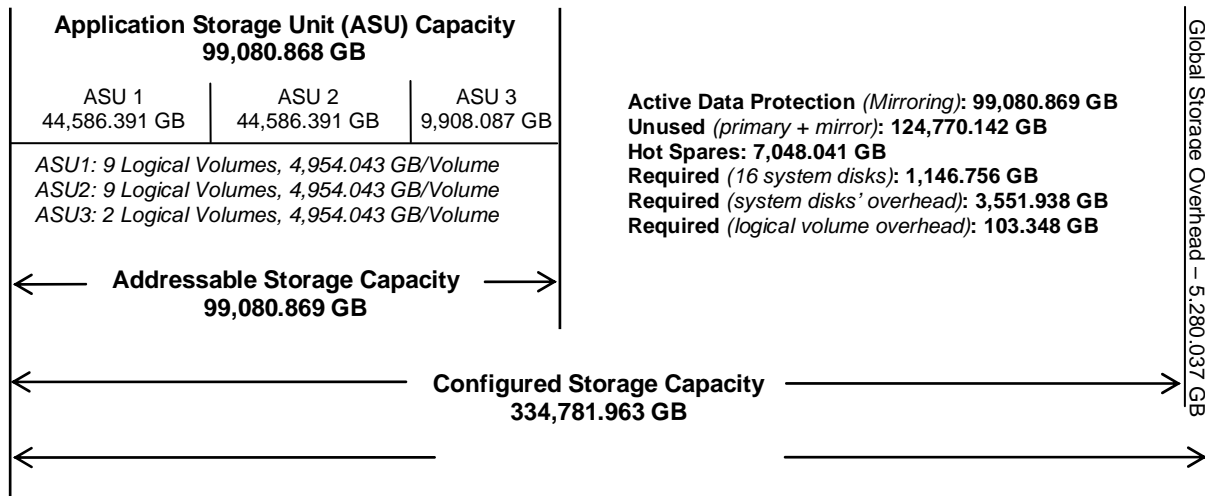 Application Storage Unit (ASU) Capacity
99,080.868 GB
ASU 1
44,586.391 GB
ASU 2
44,586.391 GB
ASU 3
9,908.087 GB
ASU1: 9 Logical Volumes, 4,954.043 GB/Volume
ASU2: 9 Logical Volumes, 4,954.043 GB/Volume
ASU3: 2 Logical Volumes, 4,954.043 GB/Volume
Addressable Storage Capacity
99,080.869 GB
Active Data Protection (Mirroring): 99,080.869 GB
Unused (primary + mirror): 124,770.142 GB
Hot Spares: 7,048.041 GB
Required (16 system disks): 1,146.756 GB
Required (system disks' overhead): 3,551.938 GB
Required (logical volume overhead): 103.348 GB
Configured Storage Capacity
334,781.963 GB
Global Storage Overhead – 5.280.037 GB